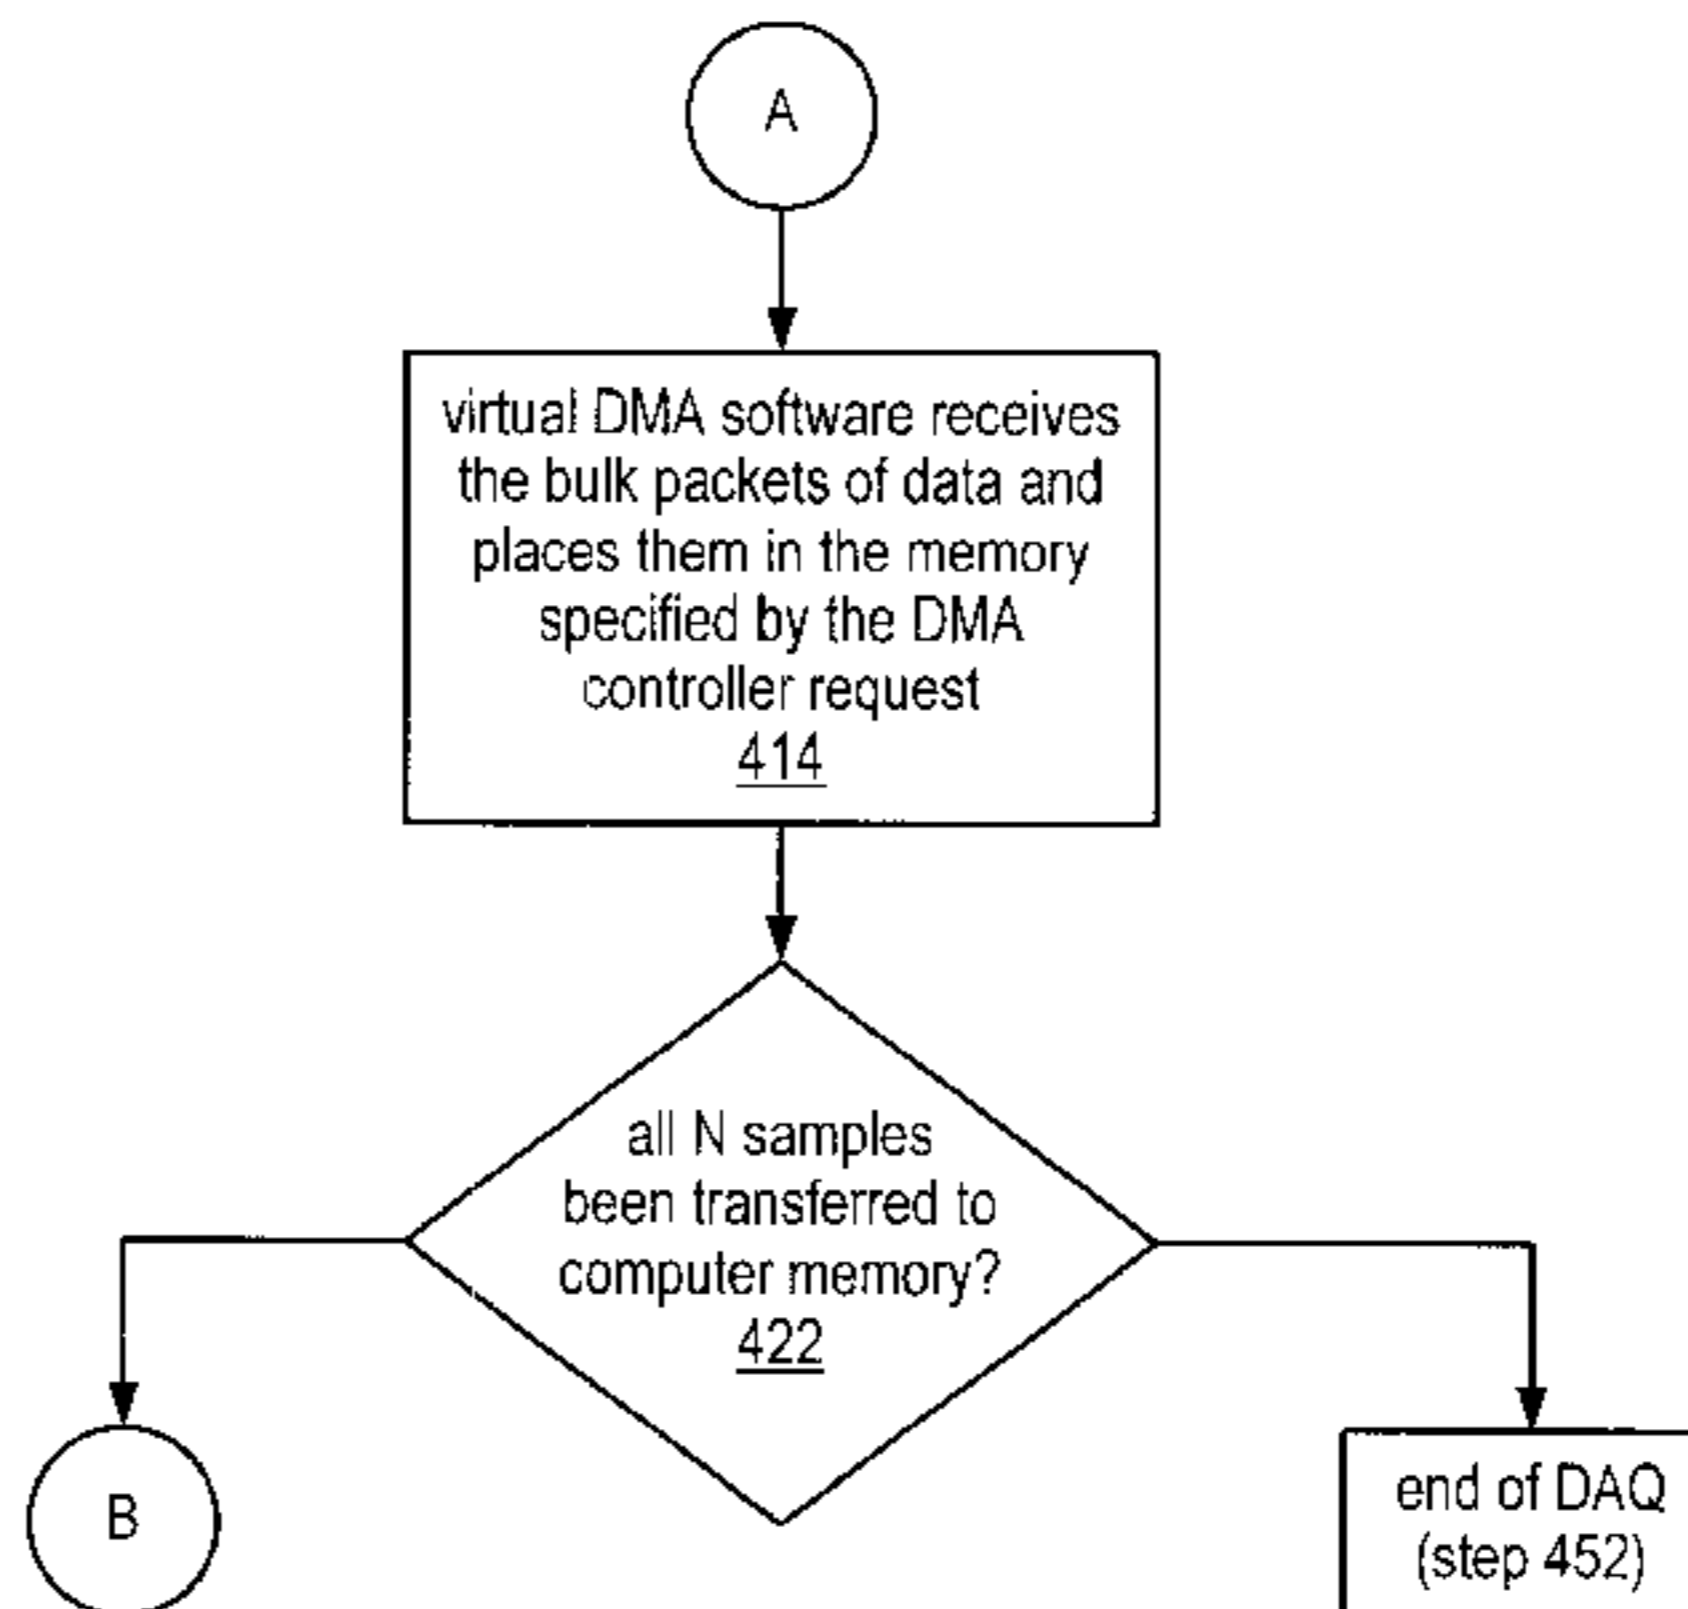 A
virtual DMA software receives
the bulk packets of data and
places them in the memory
specified by the DMA
controller request
414
all N samples
been transferred to
computer memory?
422
B
end of DAQ
(step 452)